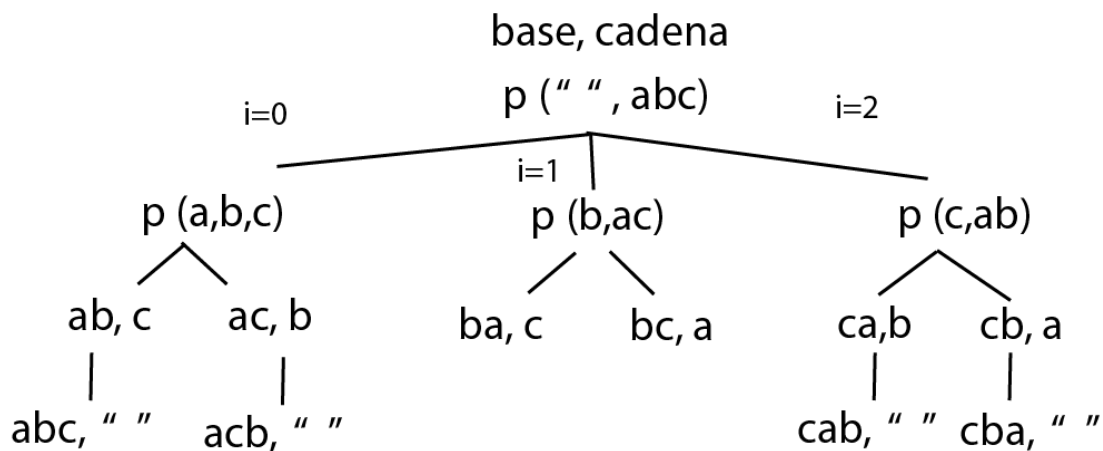 base, cadena
p (“ “ , abc)
i=0
i=2
i=1
p (a,b,c)
p (b,ac)
p (c,ab)
ab, c
ac, b
ba, c
bc, a
ca,b
cb, a
abc, “ ”
acb, “ ”
cab, “ ”
cba, “ ”